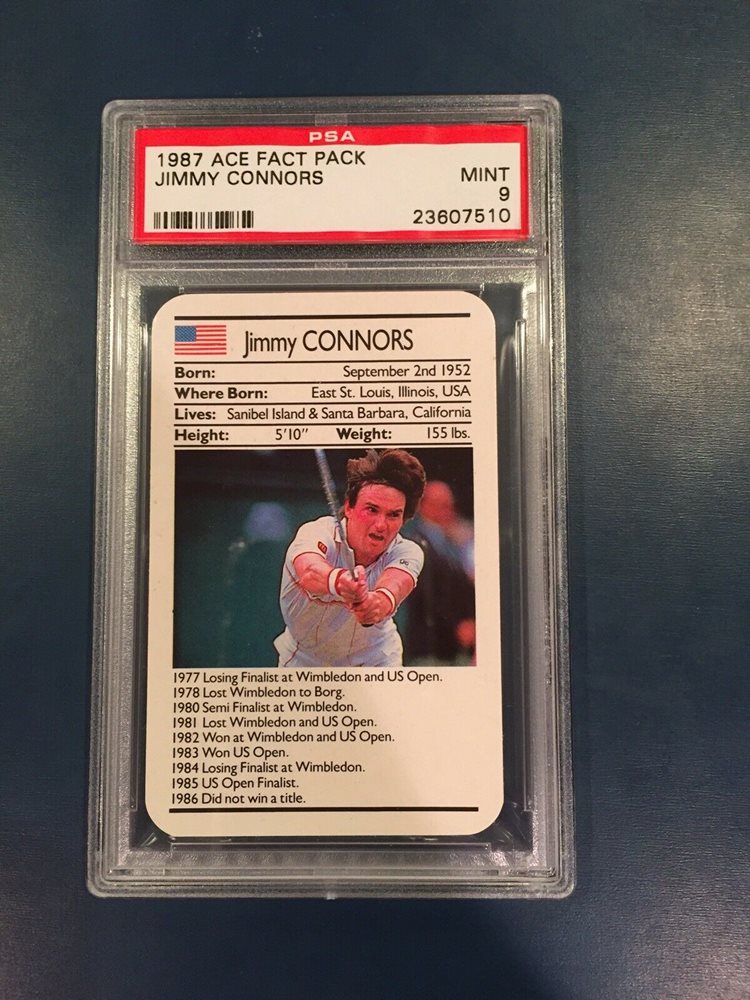 PSA
1987 ACE FACT PACK
JIMMY CONNORS MINT
9
23607510
Jimmy CONNORS
Born: September 2nd 1952
Where Born: East St. Louis, Illinois, USA
Lives: Sanibel Island & Santa Barbara, California
Height: 5'10" Weight: 155 lbs.
1977 Losing Finalist at Wimbledon and US Open.
1978 Lost Wimbledon to Borg.
1980 Semi Finalist at Wimbledon.
1981 Lost Wimbledon and US Open.
1982 Won at Wimbledon and US Open.
1983 Won US Open.
1984 Losing Finalist at Wimbledon.
1985 US Open Finalist.
1986 Did not win a title.